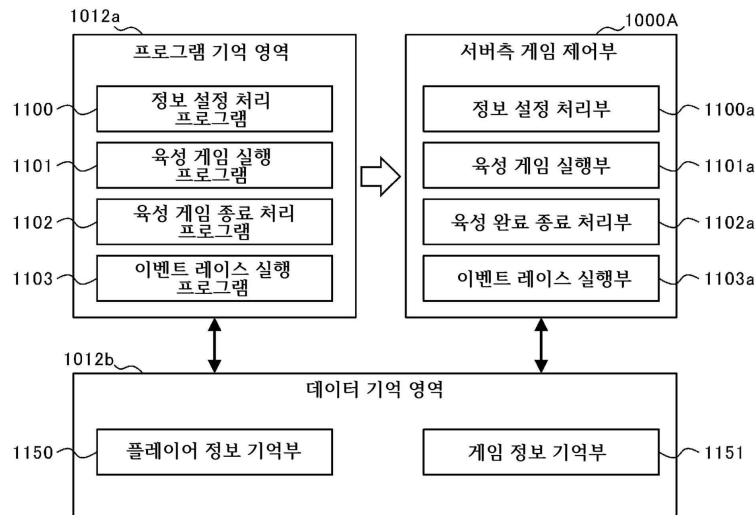 1012a
1000A
프로그램 기억 영역
서버측 게임 제어부
1100
정보 설정 처리
프로그램
정보 설정 처리부
1100a
1101
육성 게임 실행
프로그램
육성 게임 실행부
1101a
1102
육성 게임 종료 처리
프로그램
육성 완료 종료 처리부
1102a
1103
이벤트 레이스 실행
프로그램
이벤트 레이스 실행부
1103a
1012b
데이터 기억 영역
1150
플레이어 정보 기억부
게임 정보 기억부
1151